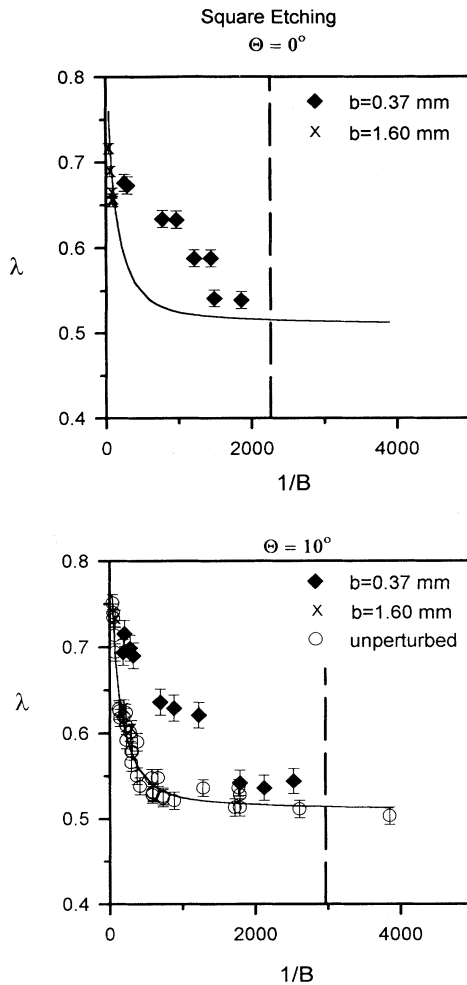 Square Etching
Θ = 0°
0.8
b=0.37 mm
b=1.60 mm
0.7
λ
0.6
0.5
0.4
0
2000
4000
1/B
Θ = 10°
0.8
b=0.37 mm
b=1.60 mm
unperturbed
0.7
λ
0.6
0.5
0.4
0
2000
4000
1/B